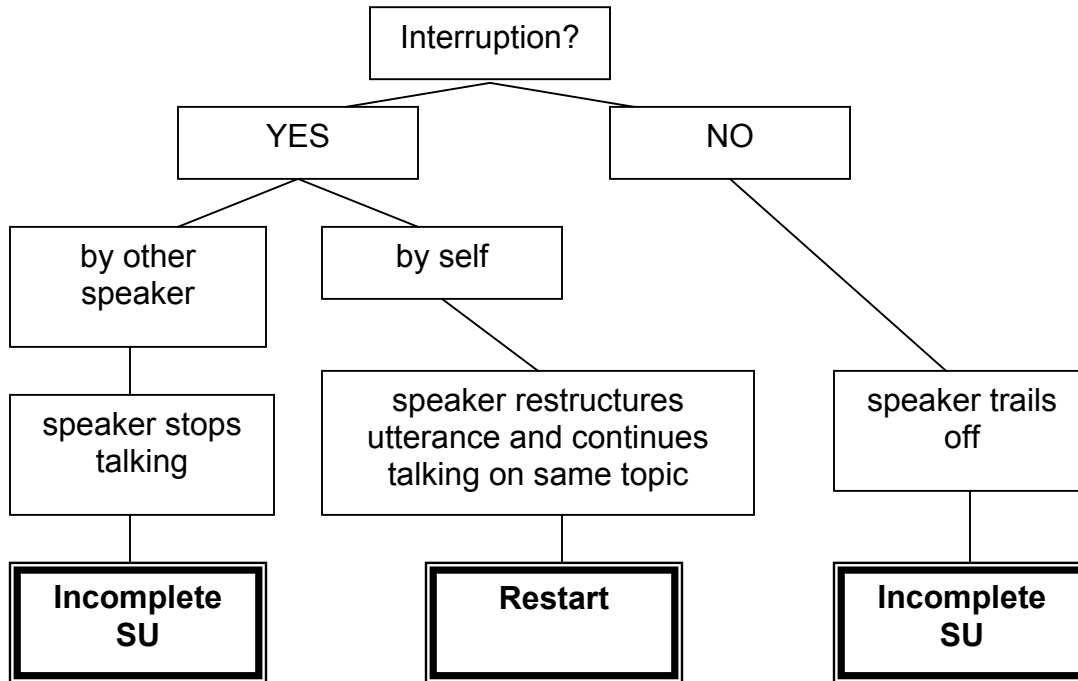 Interruption?
YES
NO
by other
speaker
by self
speaker stops
talking
speaker restructures
utterance and continues
talking on same topic
speaker trails
off
Incomplete
SU
Restart
Incomplete
SU